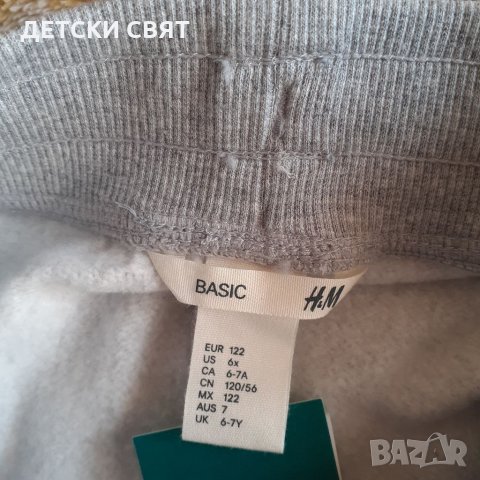 ДЕТСКИ СВЯТ
BASIC
H&M
EUR 122
US 6x
CA 6-7A
CN 120/56
MX 122
AUS 7
UK 6-7Y
BAZAR